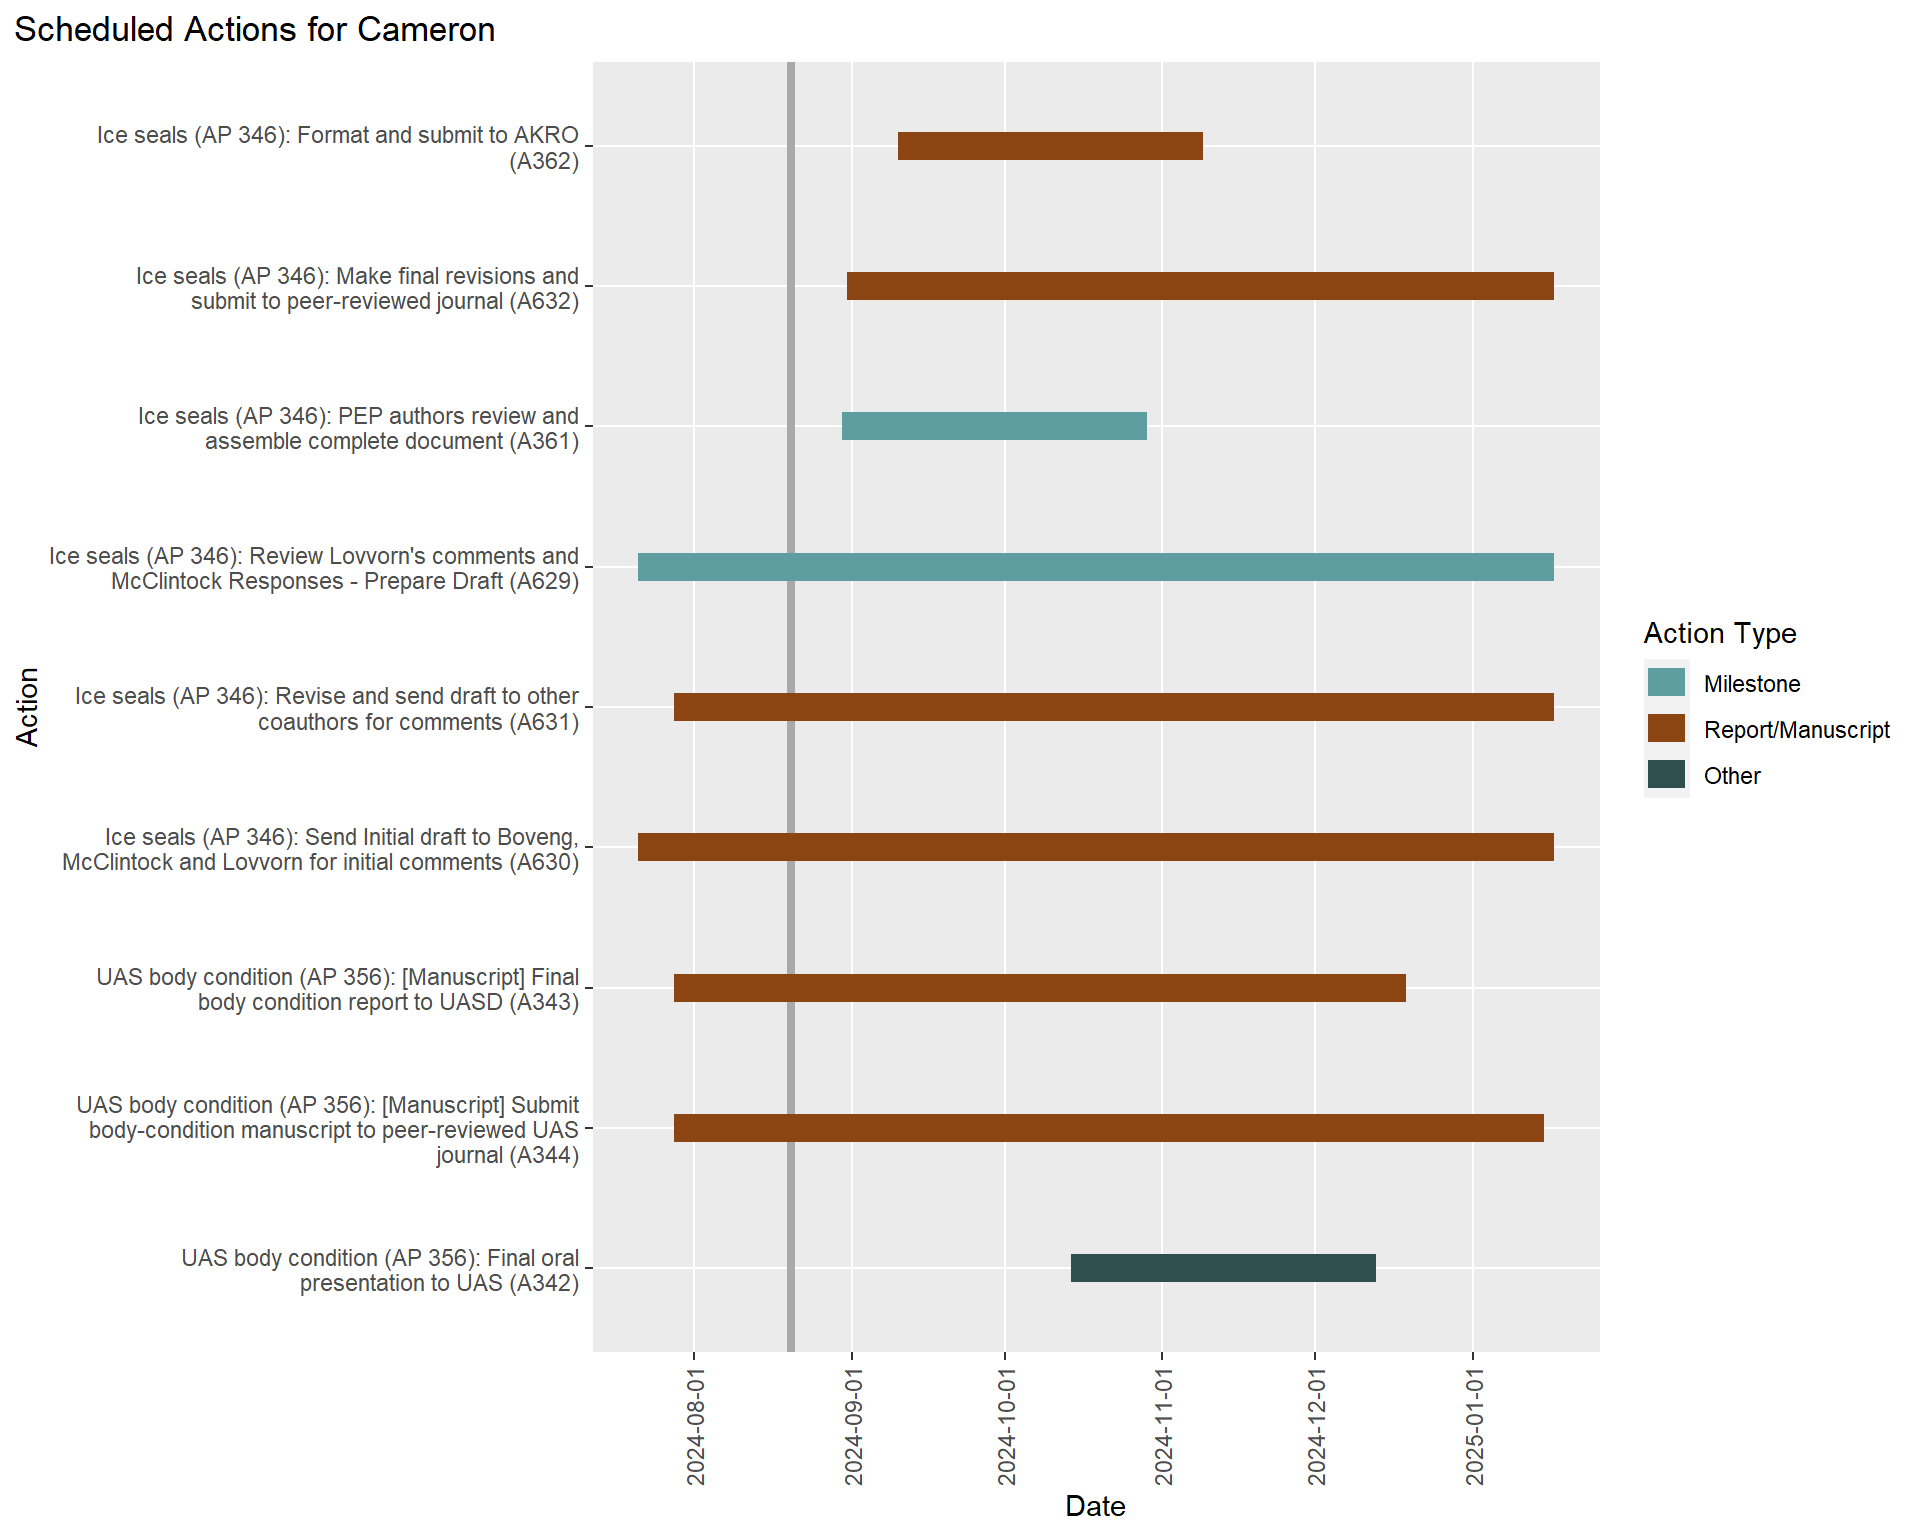 Scheduled Actions for Cameron
Ice seals (AP 346): Format and submit to AKRO
(A362)
Ice seals (AP 346): Make final revisions and
submit to peer-reviewed journal (A632)
Ice seals (AP 346): PEP authors review and
assemble complete document (A361)
Ice seals (AP 346): Review Lovvorn's comments and
McClintock Responses - Prepare Draft (A629)
Ice seals (AP 346): Revise and send draft to other
coauthors for comments (A631)
Ice seals (AP 346): Send Initial draft to Boveng,
McClintock and Lovvorn for initial comments (A630)
UAS body condition (AP 356): [Manuscript] Final
body condition report to UASD (A343)
UAS body condition (AP 356): [Manuscript] Submit
body-condition manuscript to peer-reviewed UAS
journal (A344)
UAS body condition (AP 356): Final oral
presentation to UAS (A342)
Action
2024-08-01
2024-09-01
2024-10-01
2024-11-01
2024-12-01
2025-01-01
Date
Action Type
Milestone
Report/Manuscript
Other